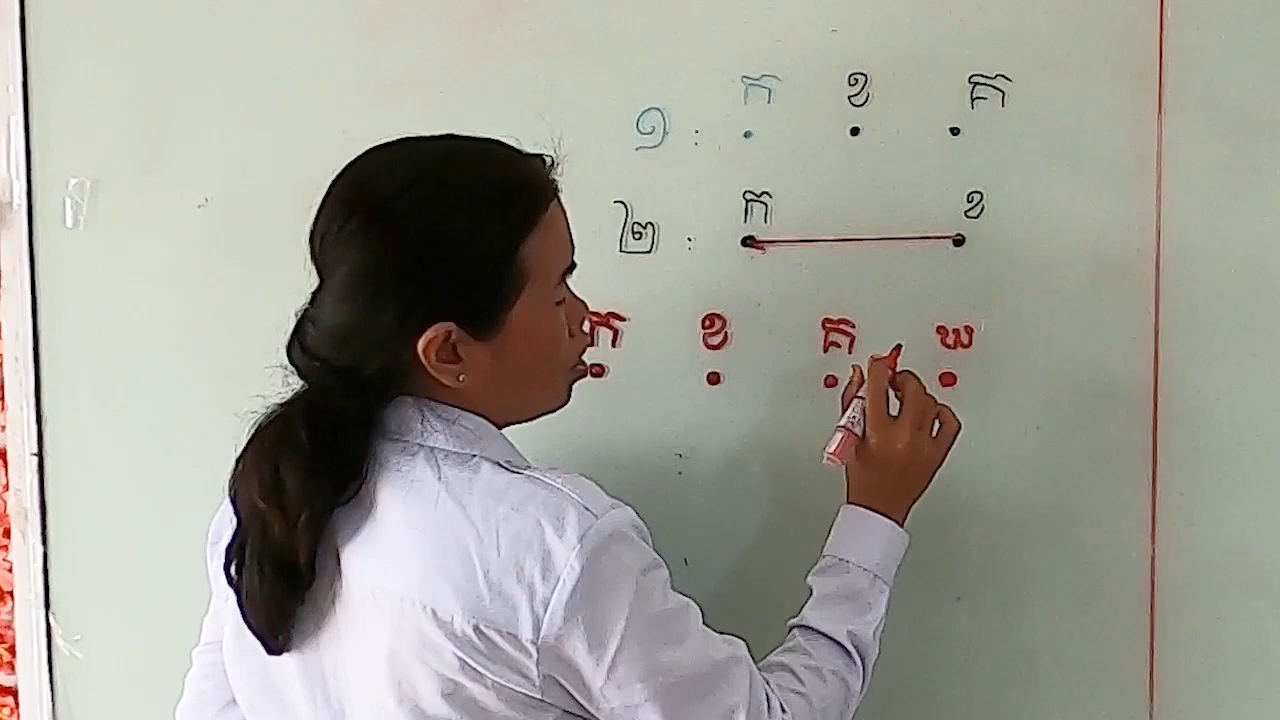 ១ : ក ខ គ
២ : ក ខ
ក ខ គ ឃ